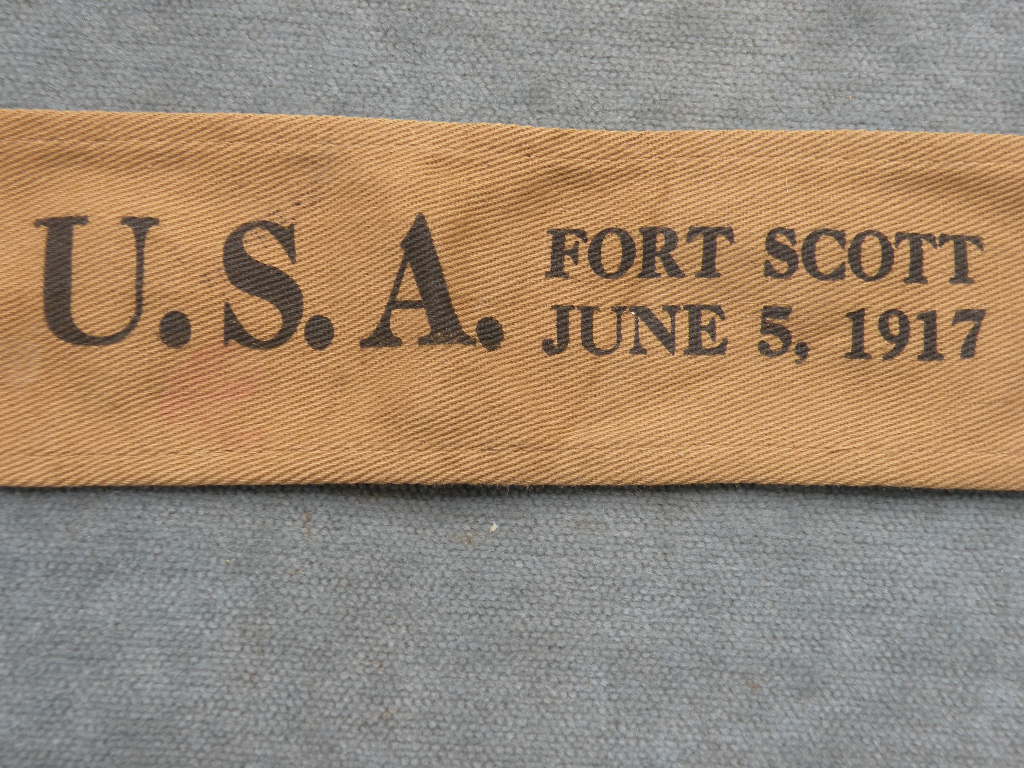 U.S.A.
FORT SCOTT
JUNE 5, 1917